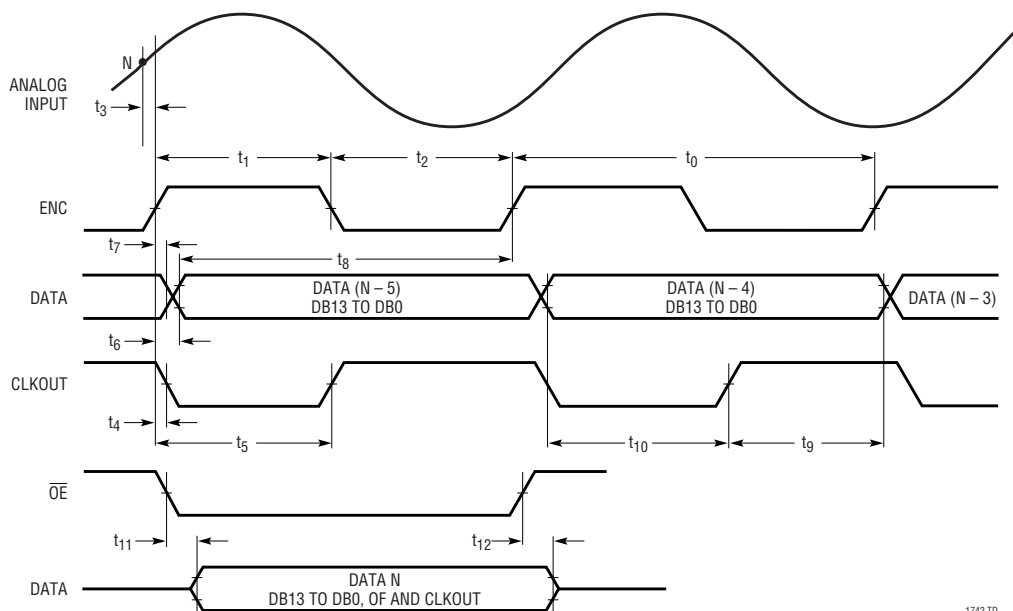 N
ANALOG
INPUT
t3
t1
t2
t0
ENC
t7
t8
DATA
DATA (N – 5)
DB13 TO DB0
DATA (N – 4)
DB13 TO DB0
DATA (N – 3)
t6
CLKOUT
t4
t5
t10
t9
OE
t11
t12
DATA
DATA N
DB13 TO DB0, OF AND CLKOUT